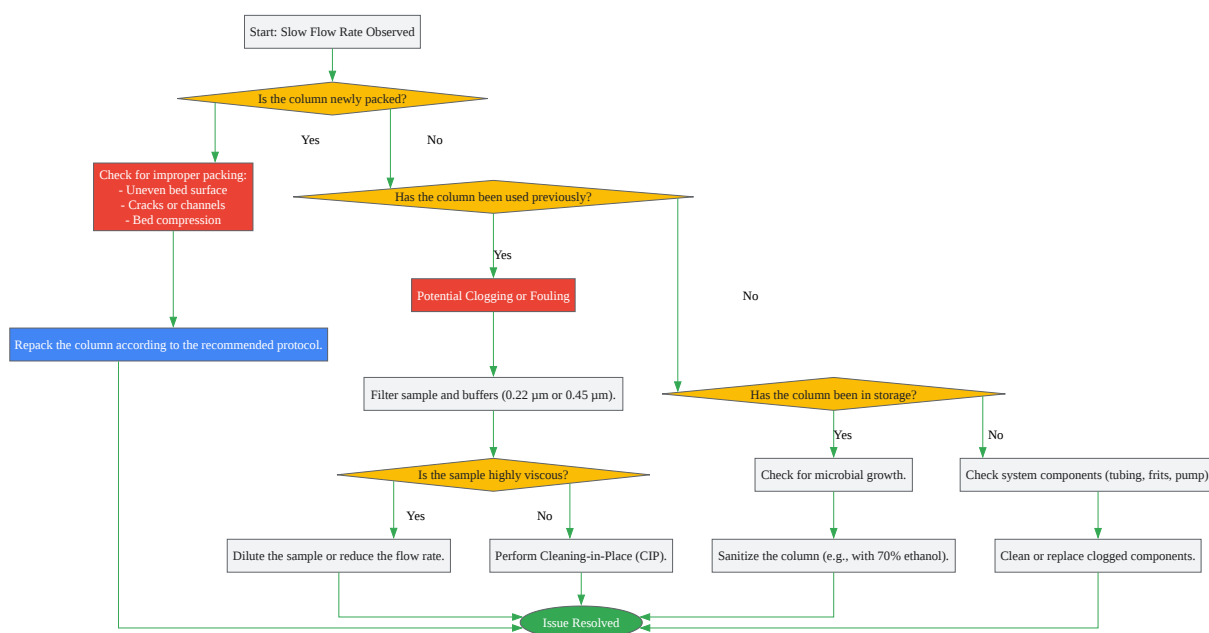 Start: Slow Flow Rate Observed
Is the column newly packed?
Yes
No
Check for improper packing:
- Uneven bed surface
- Cracks or channels
- Bed compression
Has the column been used previously?
Yes
Potential Clogging or Fouling
No
Repack the column according to the recommended protocol.
Filter sample and buffers (0.22 µm or 0.45 µm).
Has the column been in storage?
Yes
No
Is the sample highly viscous?
Check for microbial growth.
Check system components (tubing, frits, pump)
Yes
No
Dilute the sample or reduce the flow rate.
Perform Cleaning-in-Place (CIP).
Sanitize the column (e.g., with 70% ethanol).
Clean or replace clogged components.
Issue Resolved